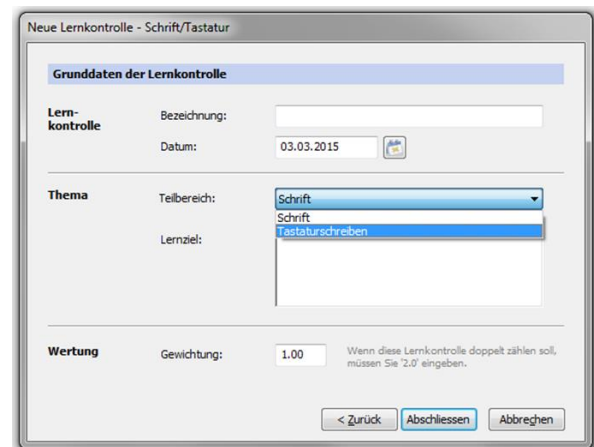 Neue Lernkontrolle - Schrift/Tastatur
Grunddaten der Lernkontrolle
Lern-
kontrolle
Bezeichnung:
Datum: 03.03.2015
Thema Teilbereich: Schrift
Schrift
Tastaturschreiben
Lernziel:
Wertung Gewichtung: 1.00 Wenn diese Lernkontrolle doppelt zählen soll,
müssen Sie '2.0' eingeben.
< Zurück Abschliessen Abbrechen